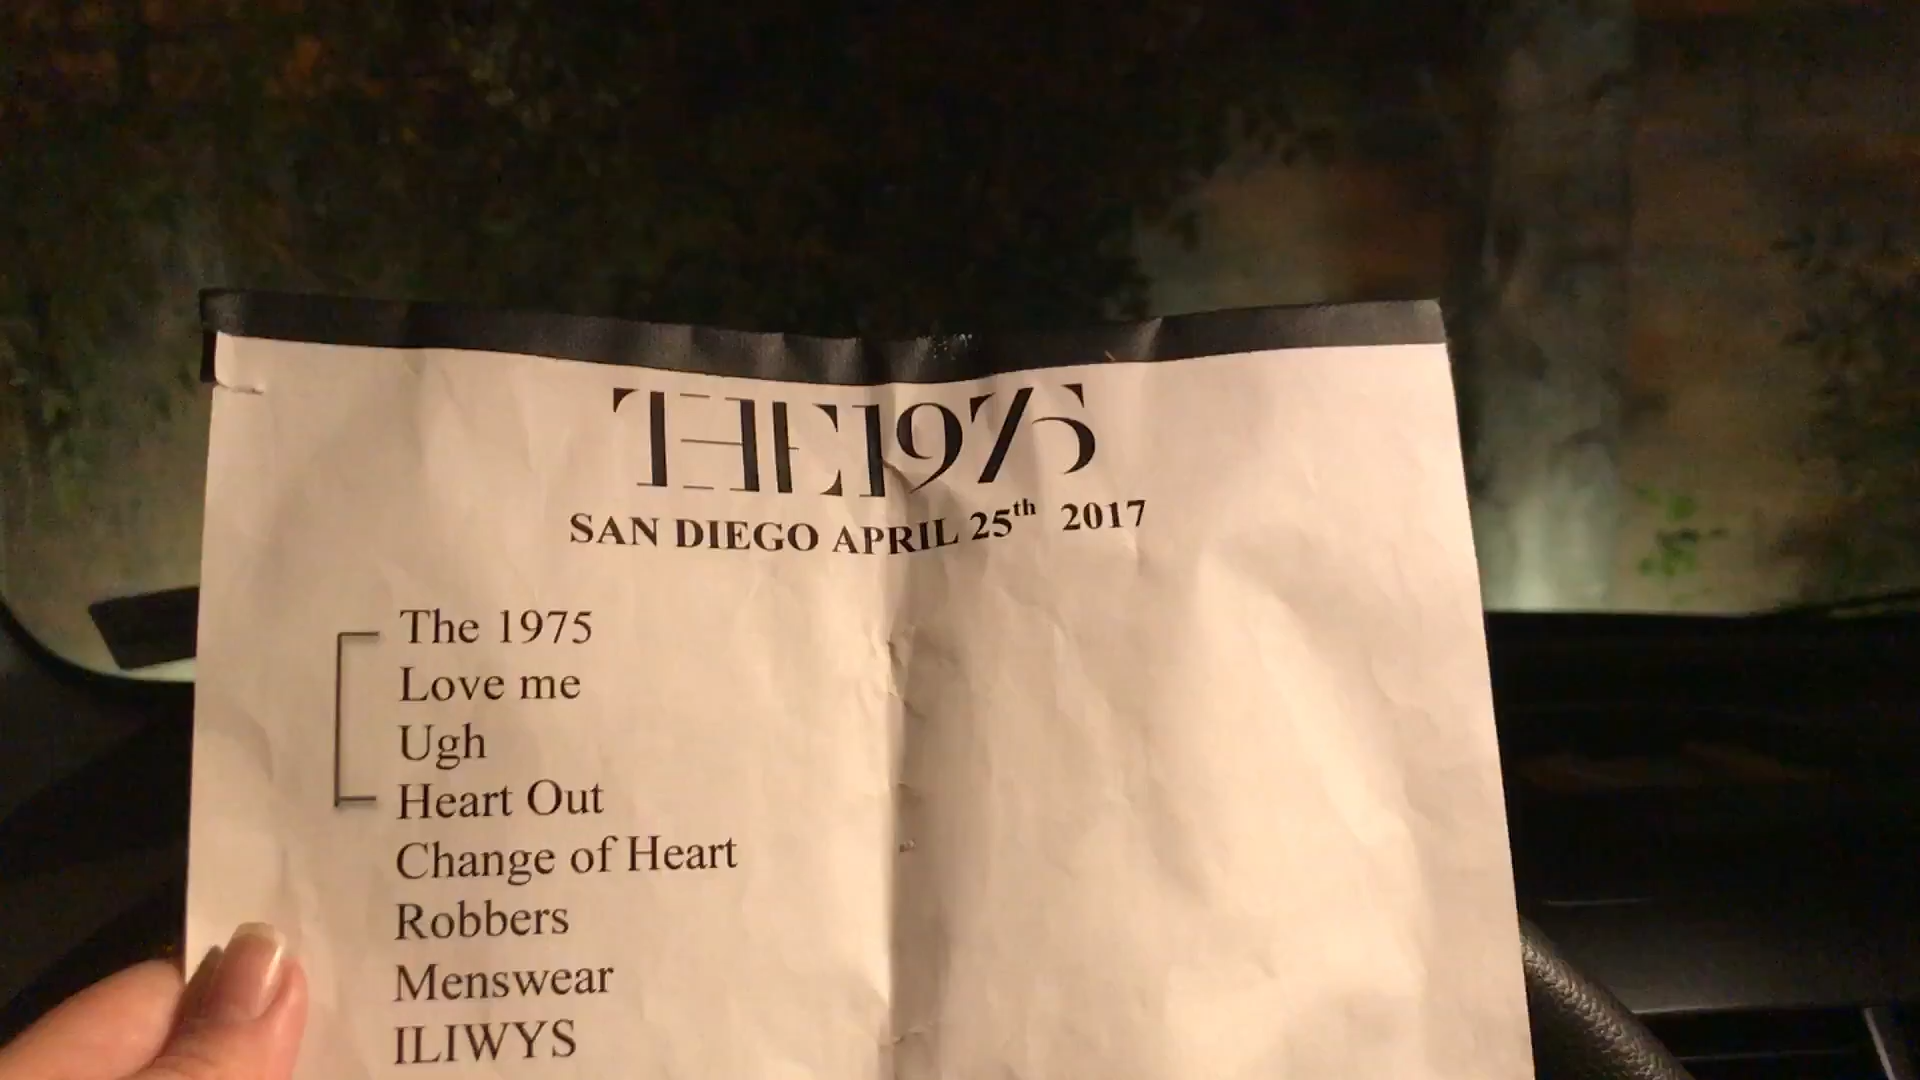 THE 1975
SAN DIEGO APRIL 25th 2017
The 1975
Love me
Ugh
Heart Out
Change of Heart
Robbers
Menswear
ILIWYS